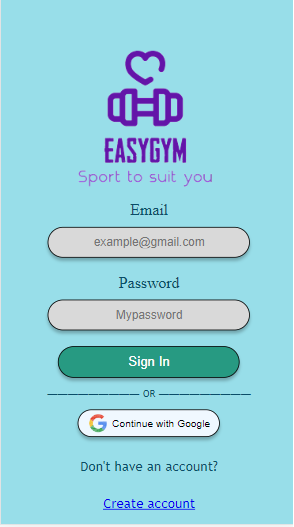 EASYGYM
Sport to suit you
Email
example@gmail.com
Password
Mypassword
Sign In
OR
Continue with Google
Don't have an account?
Create account